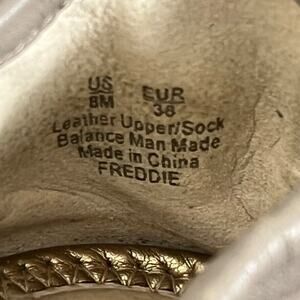 US EUR
8M 38
Leather Upper/Sock
Balance Man Made
Made in China
FREDDIE